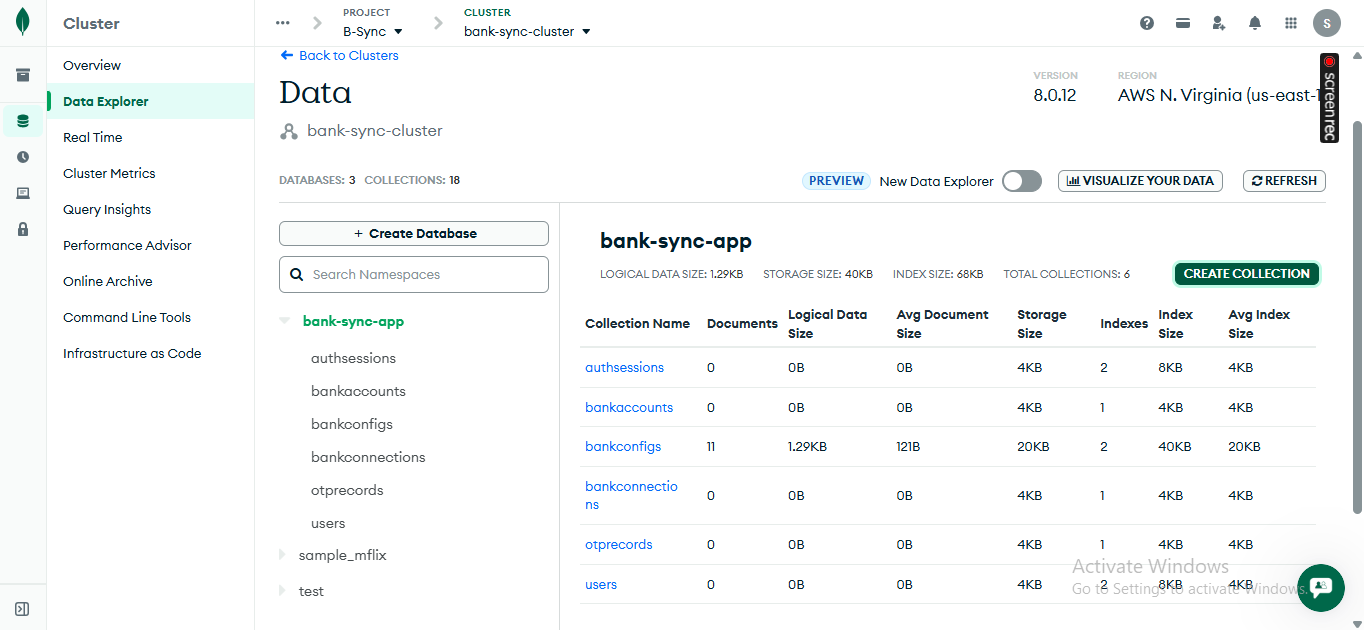 Cluster
Overview
Data Explorer
Real Time
Cluster Metrics
Query Insights
Performance Advisor
Online Archive
Command Line Tools
Infrastructure as Code
PROJECT
B-Sync
CLUSTER
bank-sync-cluster
S
Back to Clusters
Data
bank-sync-cluster
VERSION
8.0.12
REGION
AWS N. Virginia (us-east-1
screenrec
DATABASES: 3 COLLECTIONS: 18
PREVIEW New Data Explorer
VISUALIZE YOUR DATA
REFRESH
+ Create Database
Search Namespaces
bank-sync-app
authsessions
bankaccounts
bankconfigs
bankconnections
otprecords
users
sample_mflix
test
bank-sync-app
LOGICAL DATA SIZE: 1.29KB STORAGE SIZE: 40KB INDEX SIZE: 68KB TOTAL COLLECTIONS: 6
CREATE COLLECTION
Collection Name Documents Logical Data Size Avg Document Size Storage Size Indexes Index Size Avg Index Size
authsessions 0 0B 0B 4KB 2 8KB 4KB
bankaccounts 0 0B 0B 4KB 1 4KB 4KB
bankconfigs 11 1.29KB 121B 20KB 2 40KB 20KB
bankconnectio
ns 0 0B 0B 4KB 1 4KB 4KB
otprecords 0 0B 0B 4KB 1 4KB 4KB
users 0 0B 0B 4KB 2 8KB 4KB
Activate Windows
Go to Settings to activate Windows.